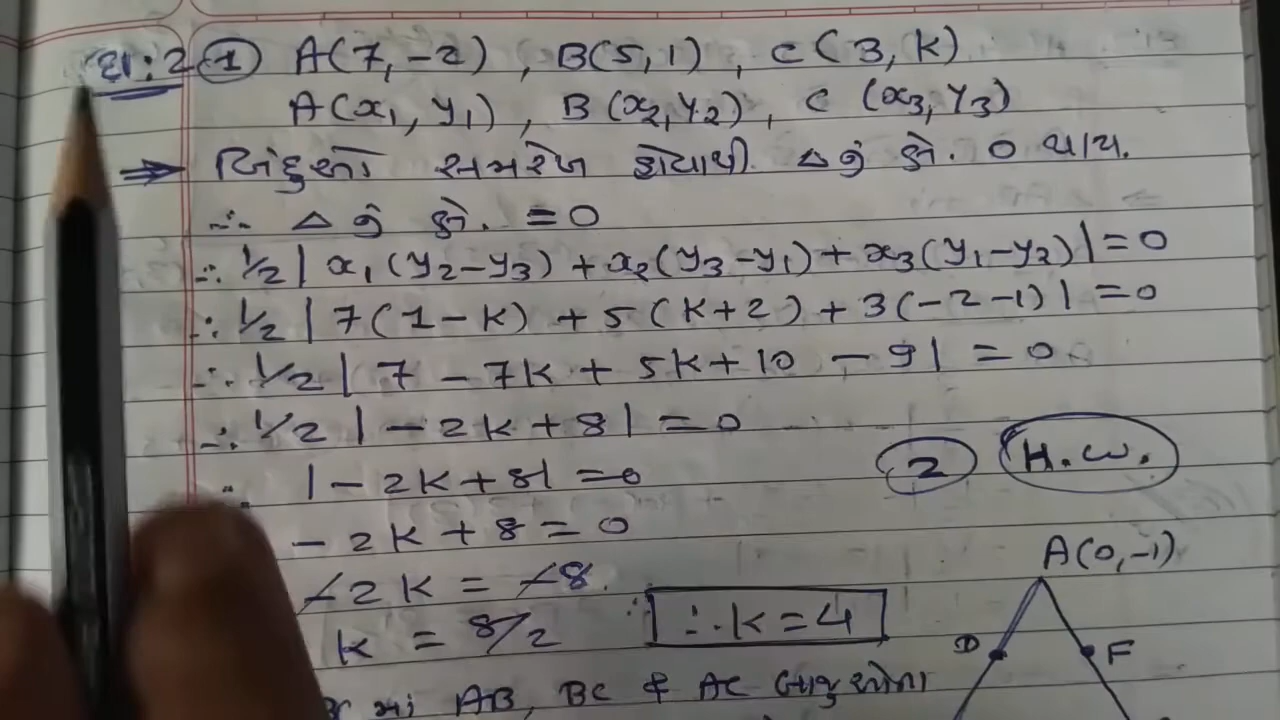 દા:2 ① A(7,-2) , B(5,1) , C(3,k)
A(x₁, y₁) , B(x₂,y₂) , C (x₃,y₃)
⇒ બિંદુઓ સમરેખ હોવાથી Δ નું ક્ષે. 0 થાય.
∴ Δ નું ક્ષે. = 0
∴ 1/2 | x₁(y₂-y₃) + x₂(y₃-y₁) + x₃(y₁-y₂)| = 0
∴ 1/2 | 7(1-k) + 5(k+2) + 3(-2-1)| = 0
∴ 1/2 | 7 - 7k + 5k + 10 - 9| = 0
∴ 1/2 | - 2k + 8| = 0
∴ |- 2k + 8| = 0
- 2k + 8 = 0
-2k = -8
k = 8/2
∴ k = 4
② H.W.
A(0,-1)
D F
માં AB, BC & AC બાજુઓના